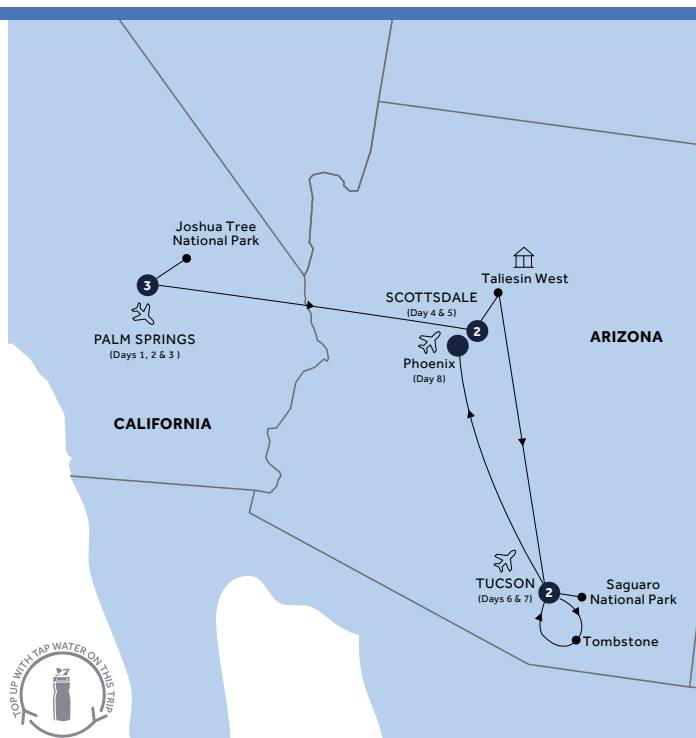 Joshua Tree
National Park
3
PALM SPRINGS
(Days 1, 2 & 3 )
CALIFORNIA
Taliesin West
SCOTTSDALE
(Day 4 & 5)
2
ARIZONA
Phoenix
(Day 8)
TUCSON
(Days 6 & 7)
2
Saguaro
National Park
Tombstone
TOP UP WITH TAP WATER ON THIS TRIP